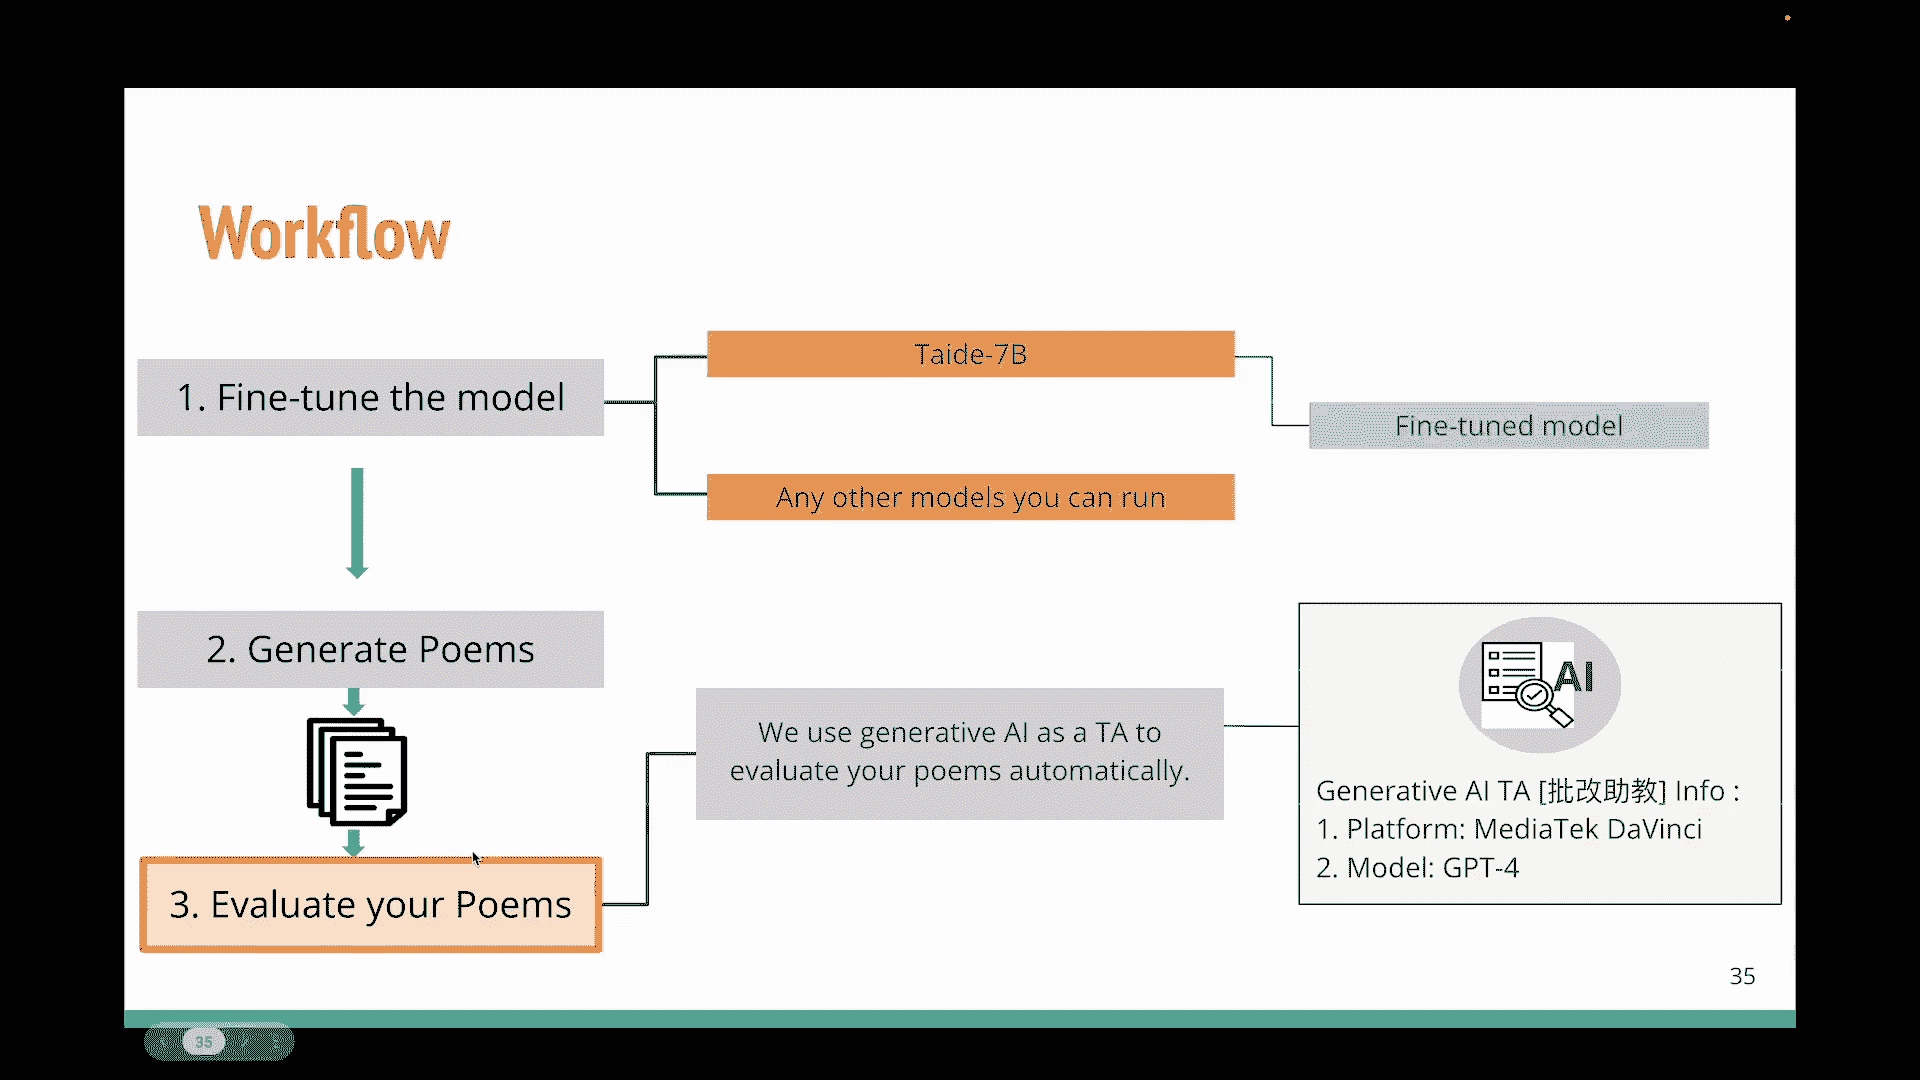 Workflow
1. Fine-tune the model
Taide-7B
Fine-tuned model
Any other models you can run
2. Generate Poems
We use generative AI as a TA to
evaluate your poems automatically.
AI
Generative AI TA [批改助教] Info :
1. Platform: MediaTek DaVinci
2. Model: GPT-4
3. Evaluate your Poems
35
35